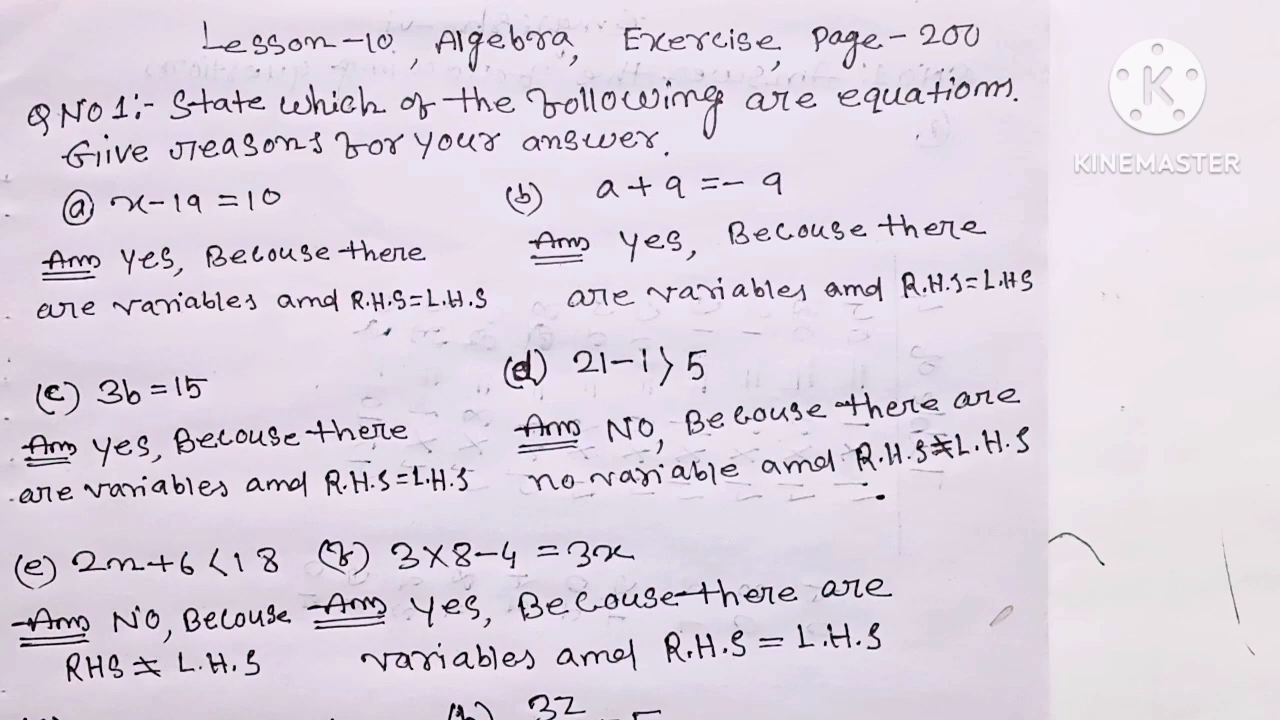 Lesson-10, Algebra, Exercise, Page-200
Q NO 1:- State which of the following are equations.
Giive reasons for your answer.
(a) x-19 = 10
(b) a + 9 = - 9
Ans Yes, Becouse there
are variables and R.H.S = L.H.S
Ans Yes, Becouse there
are variables and R.H.S = L.H.S
(c) 3b = 15
(d) 21-1 > 5
Ans Yes, Becouse there
are variables and R.H.S = L.H.S
Ans NO, Becouse there are
no variable and R.H.S ≠ L.H.S
(e) 2n+6 < 18
(f) 3×8-4 = 3x
Ans NO, Becouse
RHS ≠ L.H.S
Ans Yes, Becouse there are
variables and R.H.S = L.H.S
K
KINEMASTER